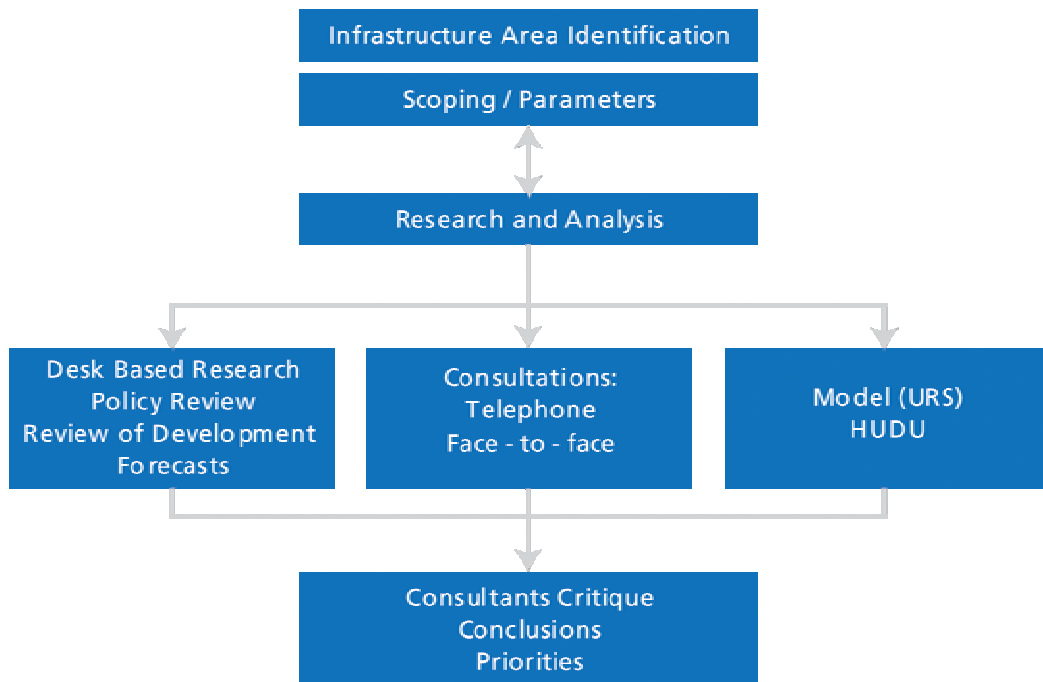 Infrastructure Area Identification
Scoping / Parameters
Research and Analysis
Desk Based Research
Policy Review
Review of Development
Forecasts
Consultations:
Telephone
Face - to - face
Model (URS)
HUDU
Consultants Critique
Conclusions
Priorities